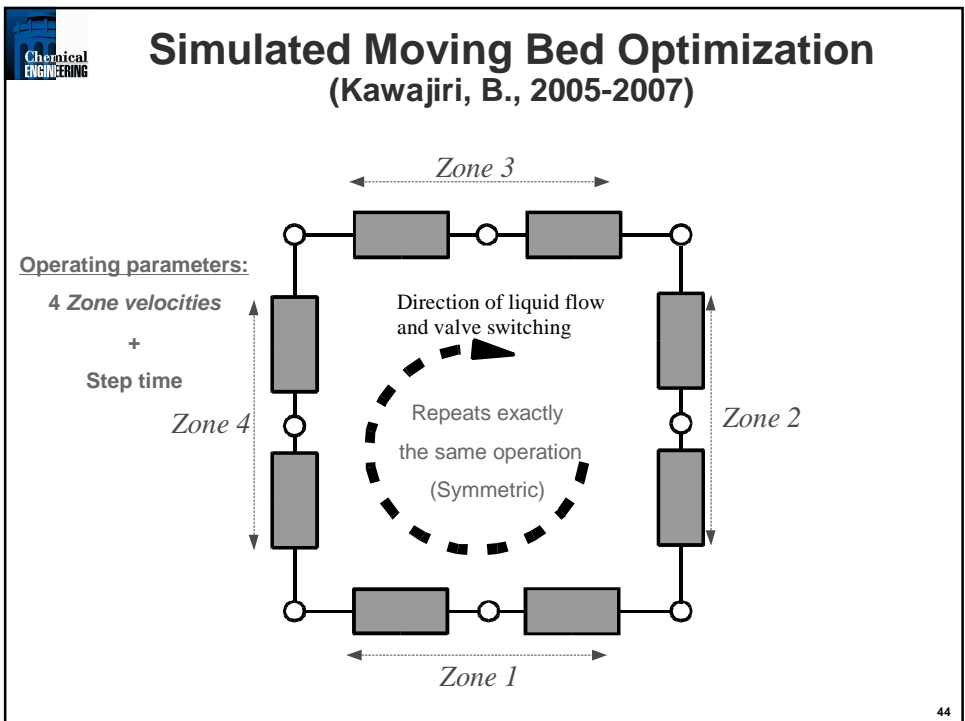 Chemical
ENGINEERING
Simulated Moving Bed Optimization
(Kawajiri, B., 2005-2007)
Zone 3
Operating parameters:
4 Zone velocities
+
Step time
Direction of liquid flow
and valve switching
Zone 4
Repeats exactly
the same operation
(Symmetric)
Zone 2
Zone 1
44